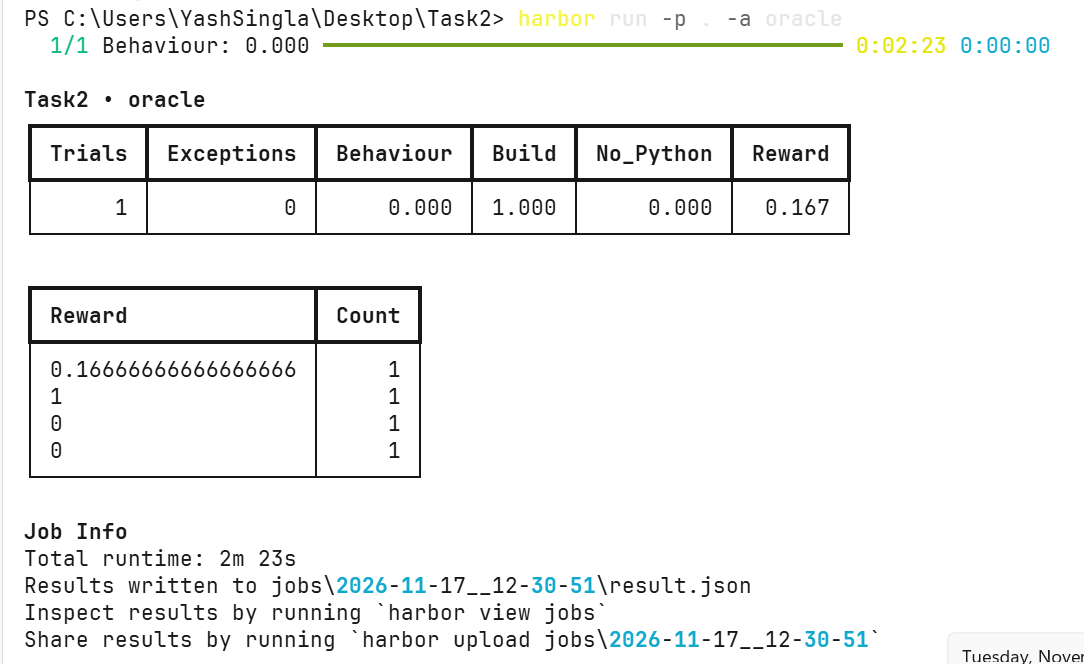 PS C:\Users\YashSingla\Desktop\Task2> harbor run -p . -a oracle
1/1 Behaviour: 0.000 0:02:23 0:00:00
Task2 • oracle
Trials Exceptions Behaviour Build No_Python Reward
1 0 0.000 1.000 0.000 0.167
Reward Count
0.16666666666666666 1
1 1
0 1
0 1
Job Info
Total runtime: 2m 23s
Results written to jobs\2026-11-17__12-30-51\result.json
Inspect results by running `harbor view jobs`
Share results by running `harbor upload jobs\2026-11-17__12-30-51`
Tuesday,